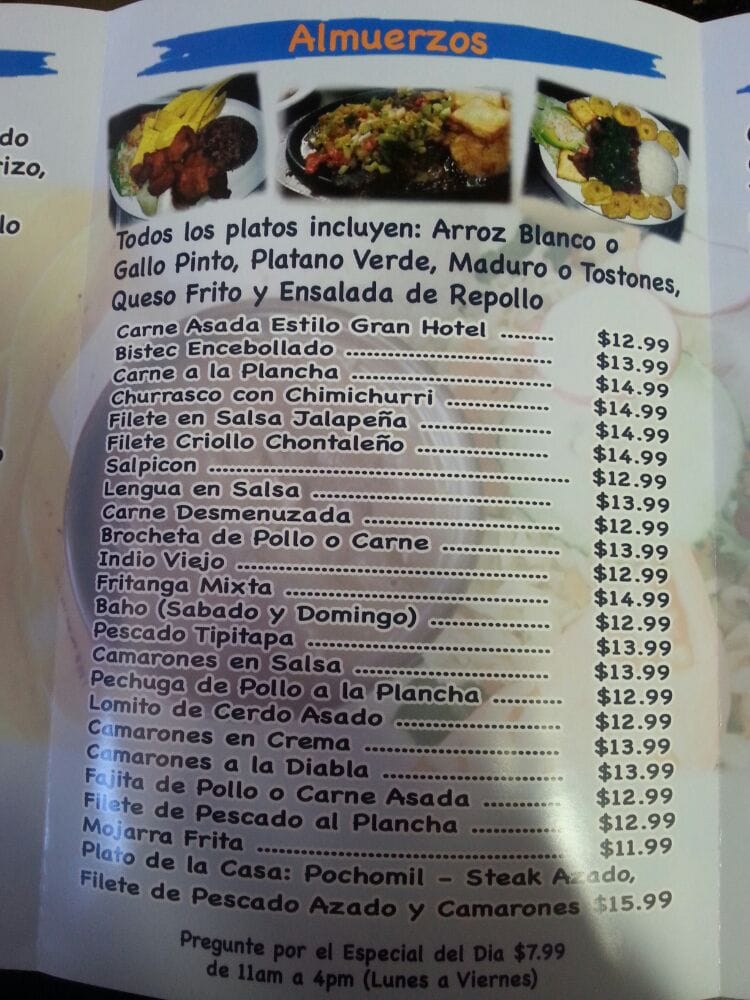 do
rizo,
lo
Almuerzos
Todos los platos incluyen: Arroz Blanco o
Gallo Pinto, Platano Verde, Maduro o Tostones,
Queso Frito y Ensalada de Repollo
Carne Asada Estilo Gran Hotel ........ $12.99
Bistec Encebollado ........ $13.99
Carne a la Plancha ........ $14.99
Churrasco con Chimichurri ........ $14.99
Filete en Salsa Jalapeña ........ $14.99
Filete Criollo Chontaleño ........ $14.99
Salpicon ........ $12.99
Lengua en Salsa ........ $13.99
Carne Desmenuzada ........ $12.99
Brocheta de Pollo o Carne ........ $13.99
Indio Viejo ........ $12.99
Fritanga Mixta ........ $14.99
Baho (Sabado y Domingo) ........ $12.99
Pescado Tipitapa ........ $13.99
Camarones en Salsa ........ $13.99
Pechuga de Pollo a la Plancha ........ $12.99
Lomito de Cerdo Asado ........ $12.99
Camarones en Crema ........ $13.99
Camarones a la Diabla ........ $13.99
Fajita de Pollo o Carne Asada ........ $12.99
Filete de Pescado al Plancha ........ $12.99
Mojarra Frita ........ $11.99
Plato de la Casa: Pochomil - Steak Azado,
Filete de Pescado Azado y Camarones $15.99
Pregunte por el Especial del Dia $7.99
de 11am a 4pm (Lunes a Viernes)